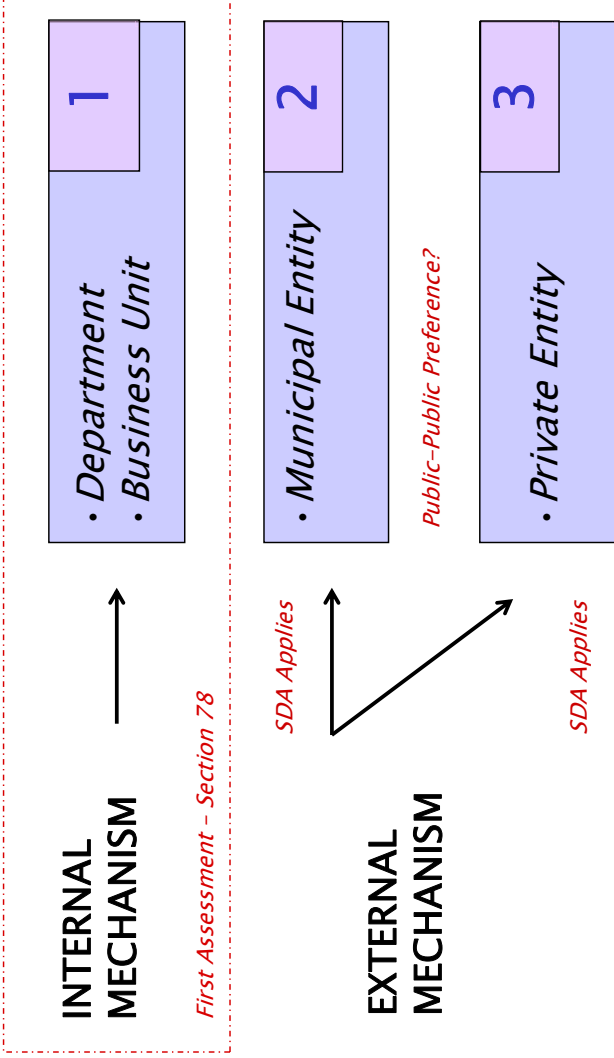 INTERNAL
MECHANISM
• Department
• Business Unit
1
First Assessment - Section 78
EXTERNAL
MECHANISM
SDA Applies
• Municipal Entity
2
Public-Public Preference?
SDA Applies
• Private Entity
3